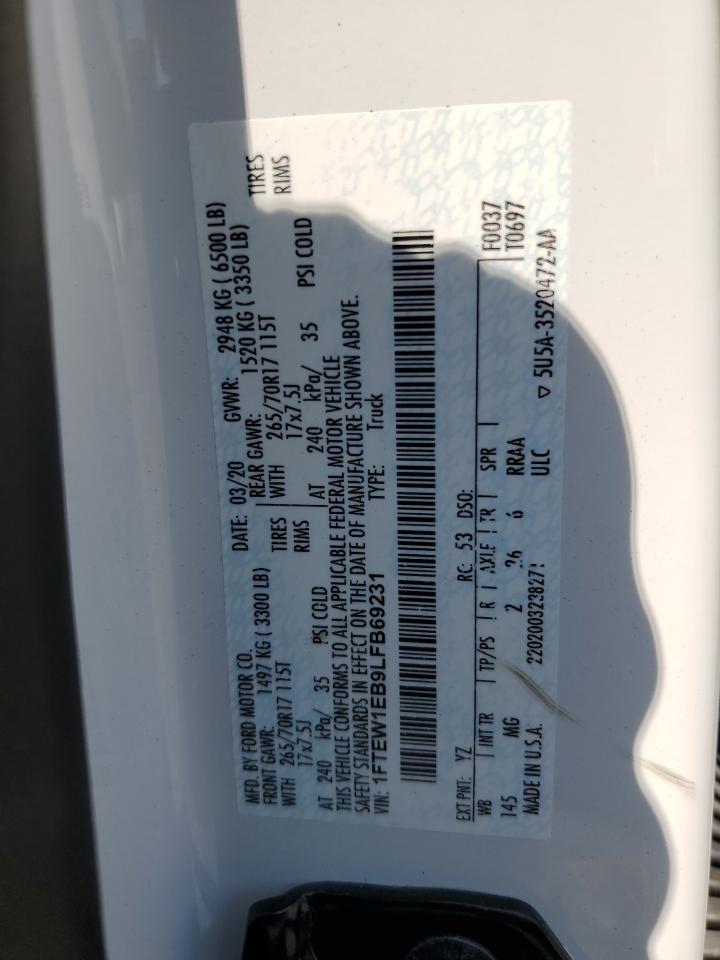 MFD. BY FORD MOTOR CO.
DATE: 03/20 GVWR: 2948 KG ( 6500 LB)
FRONT GAWR: 1497 KG ( 3300 LB) REAR GAWR: 1520 KG ( 3350 LB)
WITH 265/70R17 115T TIRES WITH 265/70R17 115T TIRES
17x7.5J RIMS 17x7.5J RIMS
AT 240 kPa/ 35 PSI COLD AT 240 kPa/ 35 PSI COLD
THIS VEHICLE CONFORMS TO ALL APPLICABLE FEDERAL MOTOR VEHICLE
SAFETY STANDARDS IN EFFECT ON THE DATE OF MANUFACTURE SHOWN ABOVE.
VIN: 1FTEW1EB9LFB69231 TYPE: Truck
EXT PNT: YZ RC: 53 DSO: F0037
WB INT TR TP/PS R AXLE TR SPR T0697
145 MG 2 26 6 RRAA
MADE IN U.S.A. ULC
▽ 5U5A-3520472-AA